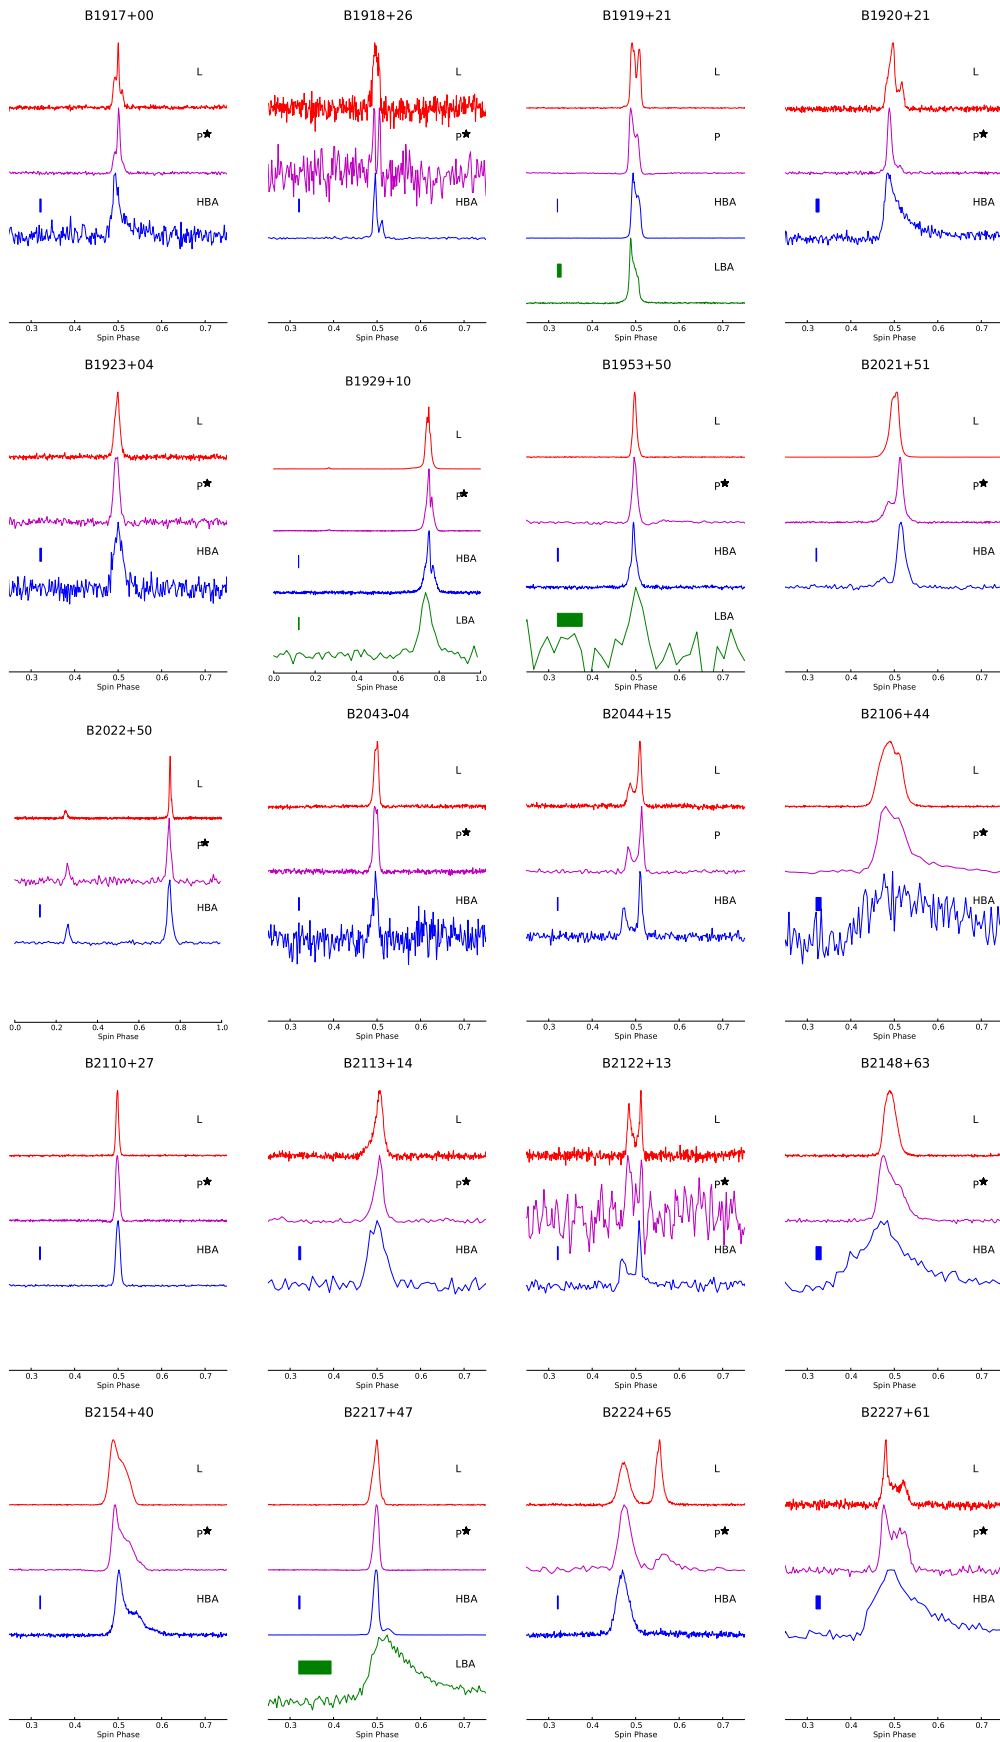 B1917+00 B1918+26 B1919+21 B1920+21
L L L L
P★ P★ P P★
HBA HBA HBA HBA
LBA
0.3 0.4 0.5 0.6 0.7 0.3 0.4 0.5 0.6 0.7 0.3 0.4 0.5 0.6 0.7 0.3 0.4 0.5 0.6 0.7
Spin Phase Spin Phase Spin Phase Spin Phase
B1923+04 B1929+10 B1953+50 B2021+51
L L L L
P★ P★ P★ P★
HBA HBA HBA HBA
LBA LBA
0.3 0.4 0.5 0.6 0.7 0.0 0.2 0.4 0.6 0.8 1.0 0.3 0.4 0.5 0.6 0.7 0.3 0.4 0.5 0.6 0.7
Spin Phase Spin Phase Spin Phase Spin Phase
B2022+50 B2043-04 B2044+15 B2106+44
L L L L
P★ P★ P P★
HBA HBA HBA HBA
0.0 0.2 0.4 0.6 0.8 1.0 0.3 0.4 0.5 0.6 0.7 0.3 0.4 0.5 0.6 0.7 0.3 0.4 0.5 0.6 0.7
Spin Phase Spin Phase Spin Phase Spin Phase
B2110+27 B2113+14 B2122+13 B2148+63
L L L L
P★ P★ P★ P★
HBA HBA HBA HBA
0.3 0.4 0.5 0.6 0.7 0.3 0.4 0.5 0.6 0.7 0.3 0.4 0.5 0.6 0.7 0.3 0.4 0.5 0.6 0.7
Spin Phase Spin Phase Spin Phase Spin Phase
B2154+40 B2217+47 B2224+65 B2227+61
L L L L
P★ P★ P★ P★
HBA HBA HBA HBA
LBA
0.3 0.4 0.5 0.6 0.7 0.3 0.4 0.5 0.6 0.7 0.3 0.4 0.5 0.6 0.7 0.3 0.4 0.5 0.6 0.7
Spin Phase Spin Phase Spin Phase Spin Phase